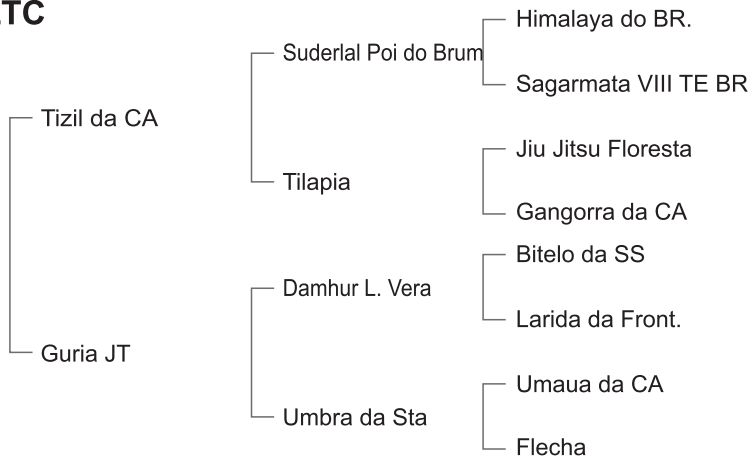 TC
Himalaya do BR.
Suderlal Poi do Brum
Sagarmata VIII TE BR
Tizil da CA
Jiu Jitsu Floresta
Tilapia
Gangorra da CA
Bitelo da SS
Damhur L. Vera
Larida da Front.
Guria JT
Umaua da CA
Umbra da Sta
Flecha